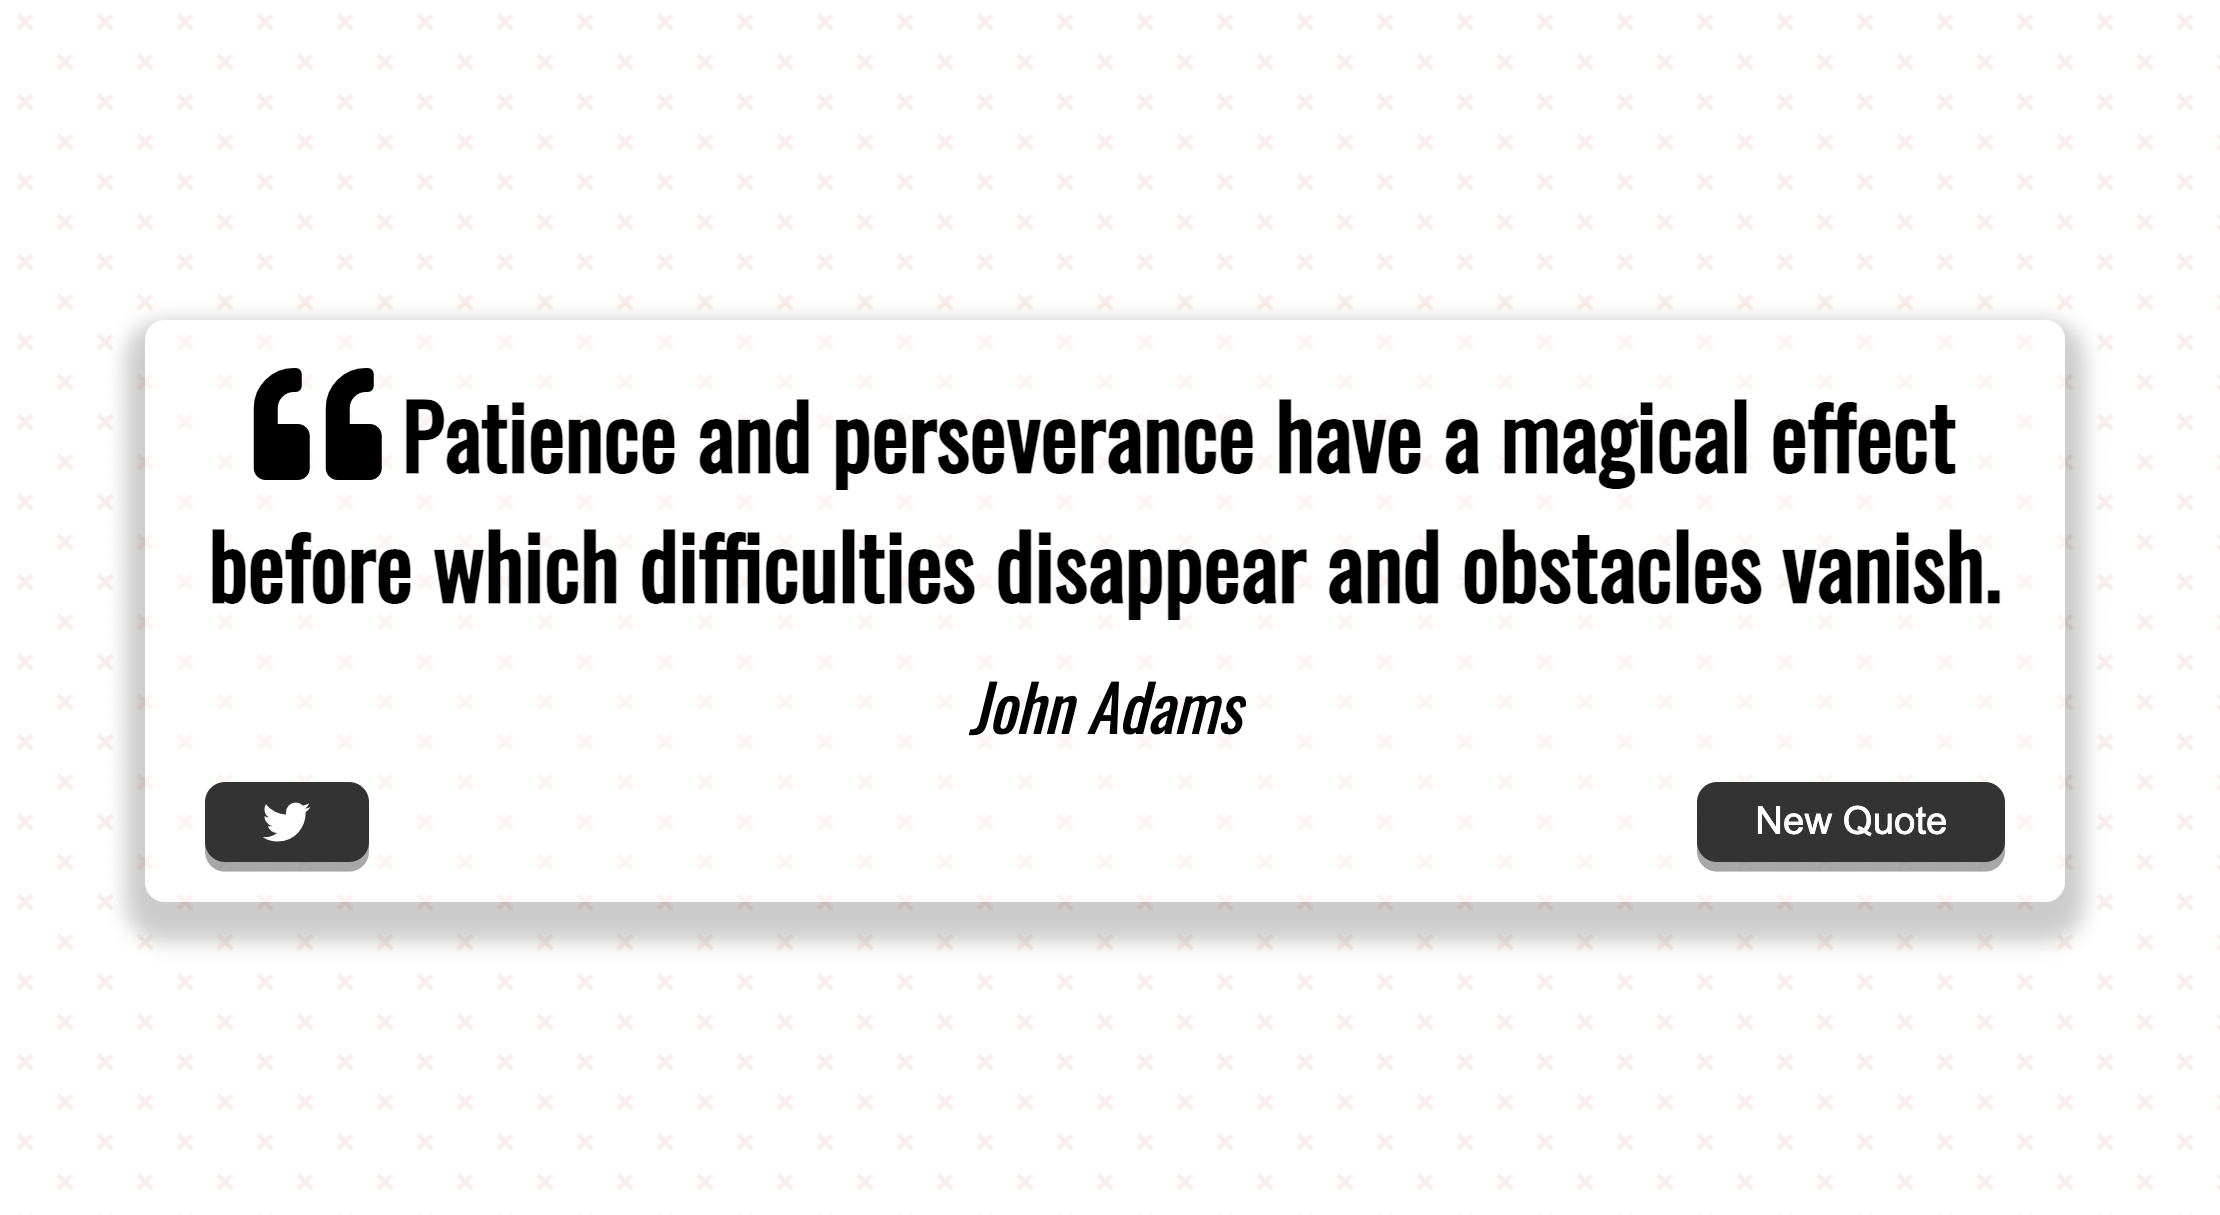 ❝ Patience and perseverance have a magical effect
before which difficulties disappear and obstacles vanish.
John Adams
New Quote